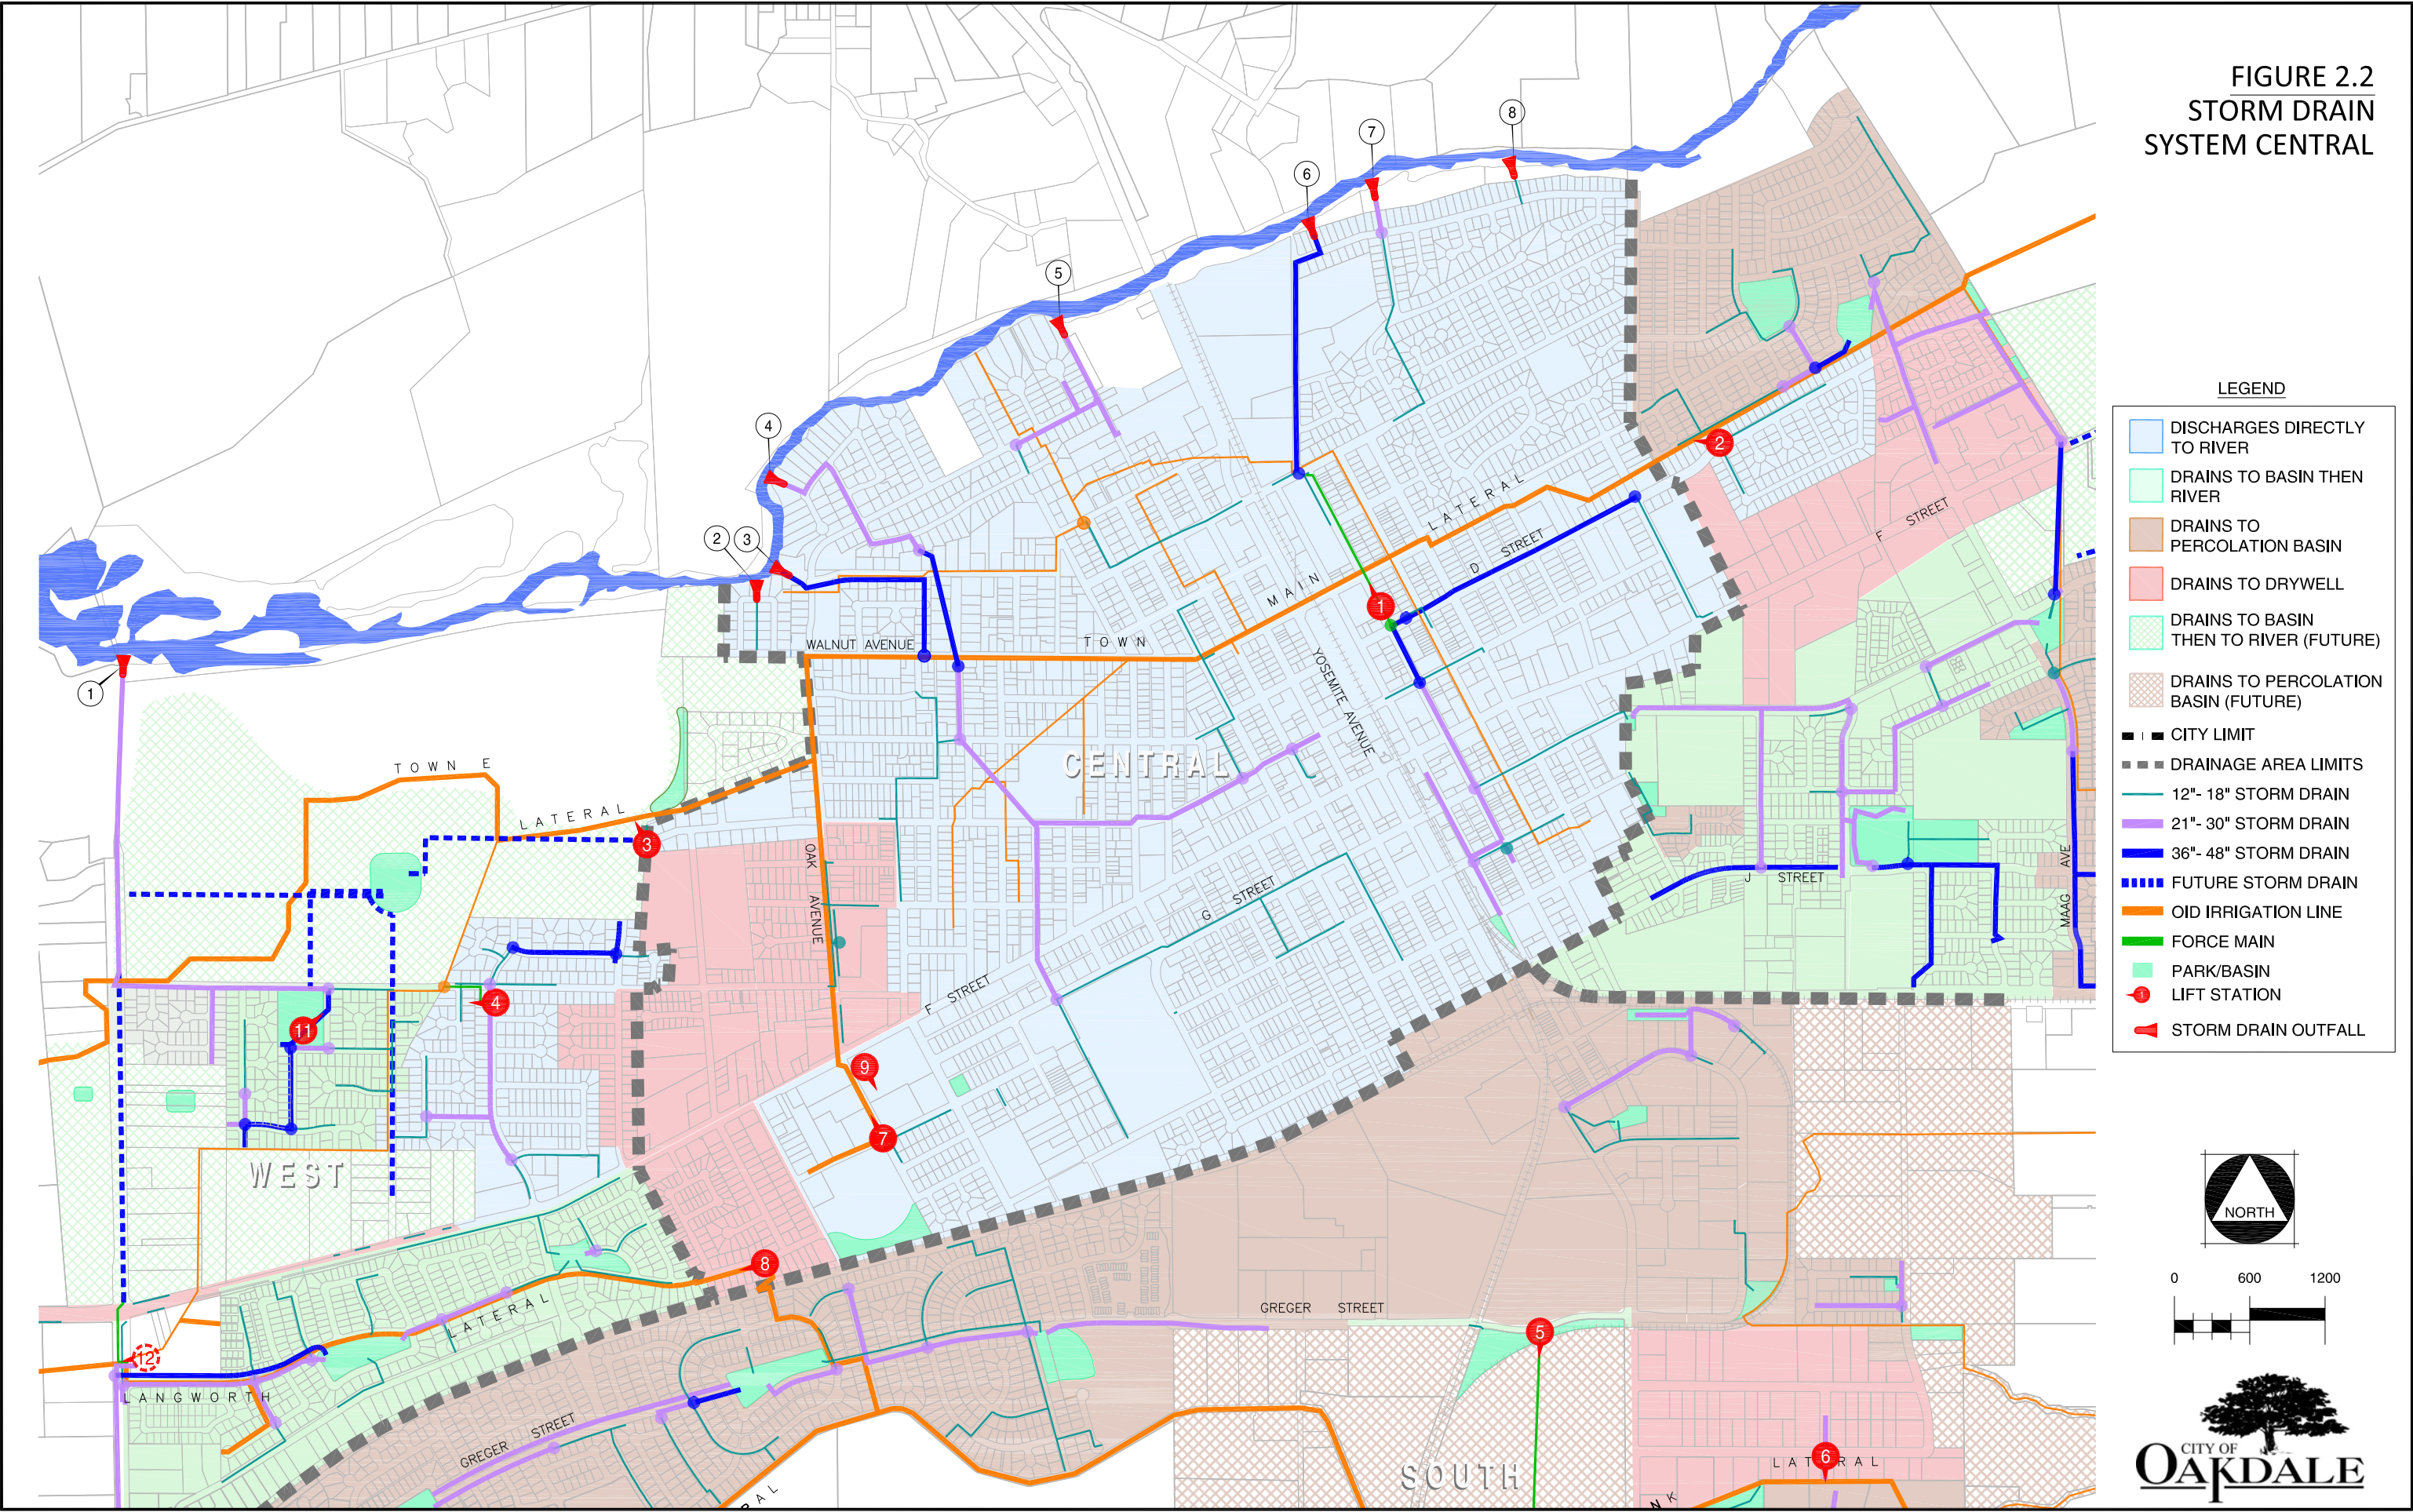 FIGURE 2.2
STORM DRAIN
SYSTEM CENTRAL
8
7
6
5
4
2
3
1
2
1
3
4
11
9
7
8
12
5
6
MAIN
LATERAL
D STREET
F STREET
WALNUT AVENUE
TOWN
YOSEMITE AVENUE
CENTRAL
TOWN E
LATERAL
OAK AVENUE
G STREET
F STREET
J STREET
MAAG AVE
WEST
LATERAL
LANGWORTH
GREGER STREET
GREGER STREET
SOUTH
LATERAL
RAL
NK
LEGEND
DISCHARGES DIRECTLY
TO RIVER
DRAINS TO BASIN THEN
RIVER
DRAINS TO
PERCOLATION BASIN
DRAINS TO DRYWELL
DRAINS TO BASIN
THEN TO RIVER (FUTURE)
DRAINS TO PERCOLATION
BASIN (FUTURE)
CITY LIMIT
DRAINAGE AREA LIMITS
12"- 18" STORM DRAIN
21"- 30" STORM DRAIN
36"- 48" STORM DRAIN
FUTURE STORM DRAIN
OID IRRIGATION LINE
FORCE MAIN
PARK/BASIN
1 LIFT STATION
STORM DRAIN OUTFALL
NORTH
0 600 1200
CITY OF
OAKDALE